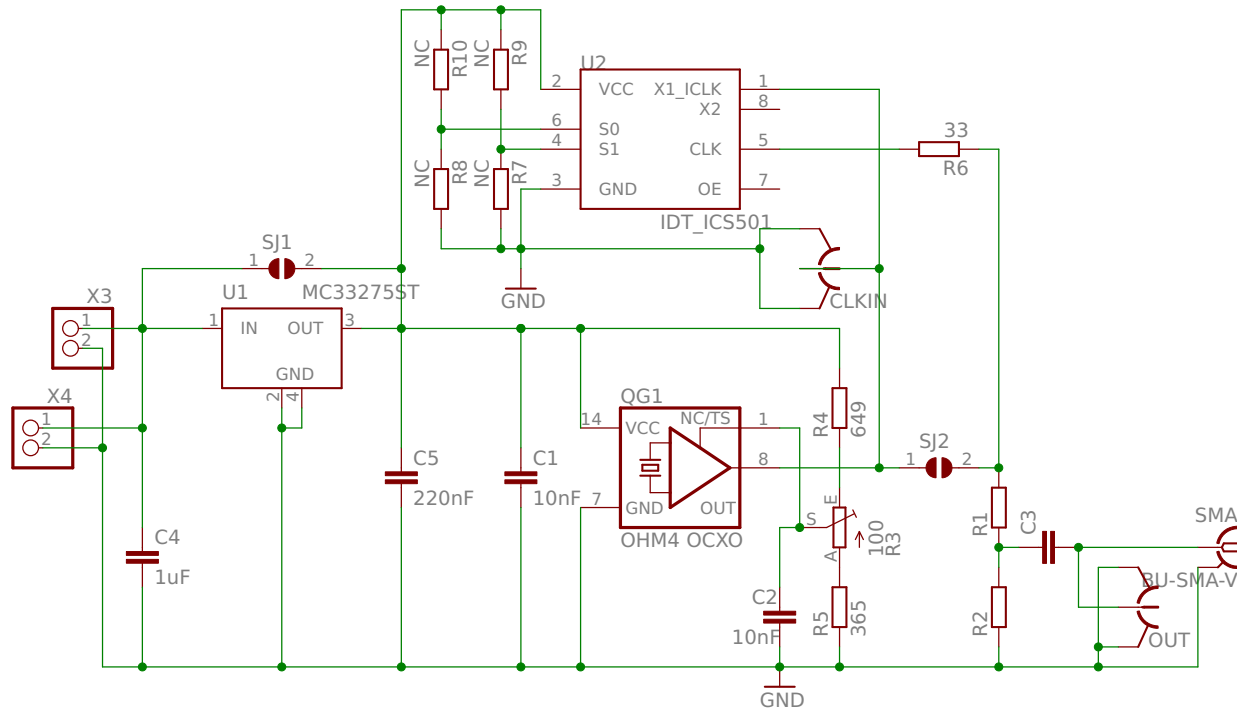 NC
R10
NC
R9
U2
2
VCC
X1_ICLK
1
X2
8
6
S0
4
S1
CLK
5
33
R6
NC
R8
NC
R7
3
GND
OE
7
IDT_ICS501
SJ1
1
2
GND
CLKIN
X3
1
2
U1
MC33275ST
1
IN
OUT
3
GND
2
4
X4
1
2
QG1
14
VCC
NC/TS
1
8
7
GND
OUT
OHM4 OCXO
R4
649
SJ2
1
2
C5
220nF
C1
10nF
E
S
A
100
R3
C4
1uF
C2
10nF
R5
365
R1
C3
R2
SMA
BU-SMA-V
OUT
GND